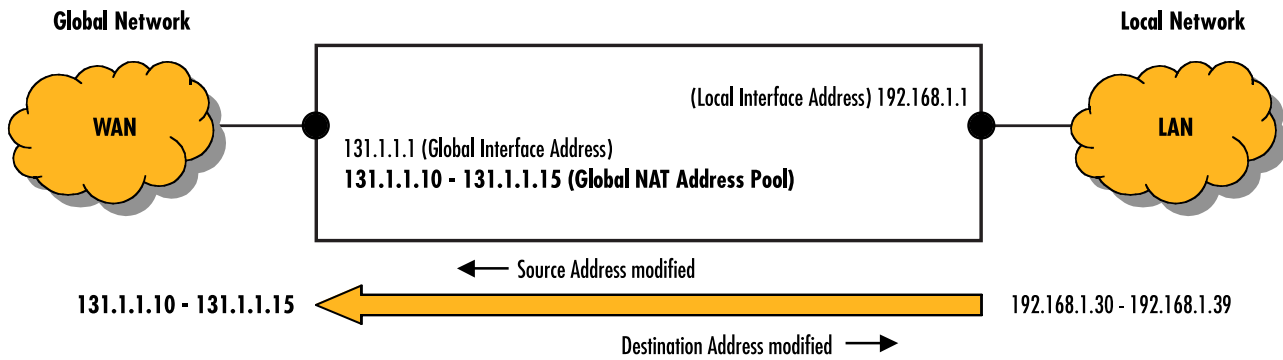 Global Network
Local Network
WAN
LAN
(Local Interface Address) 192.168.1.1
131.1.1.1 (Global Interface Address)
131.1.1.10 - 131.1.1.15 (Global NAT Address Pool)
Source Address modified
131.1.1.10 - 131.1.1.15
192.168.1.30 - 192.168.1.39
Destination Address modified